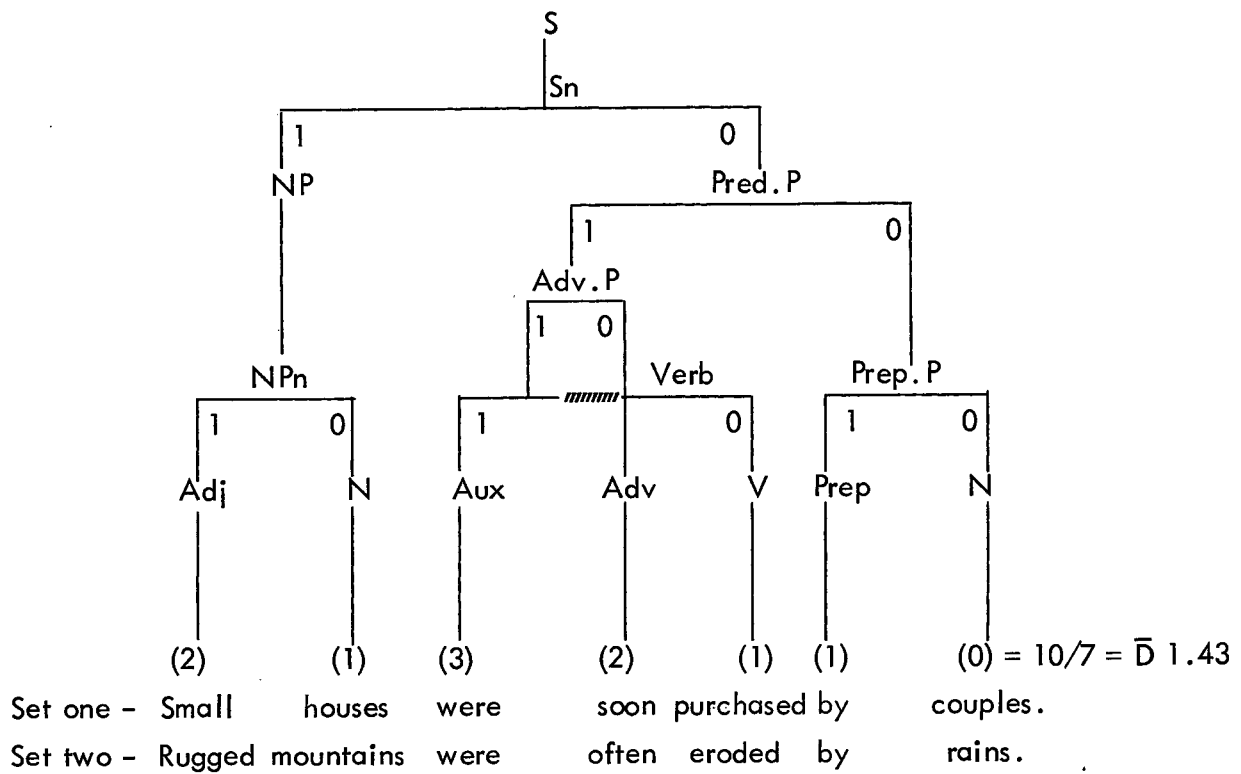 S
Sn
1 0
NP Pred.P
1 0
Adv.P
1 0
NPn Verb Prep.P
1 0 1 0 1 0
Adj N Aux Adv V Prep N
(2) (1) (3) (2) (1) (1) (0) = 10/7 = D̅ 1.43
Set one - Small houses were soon purchased by couples.
Set two - Rugged mountains were often eroded by rains.